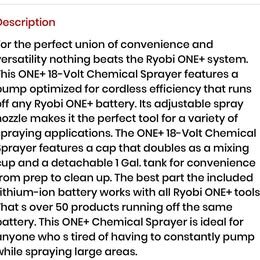 Description
or the perfect union of convenience and
versatility nothing beats the Ryobi ONE+ system.
This ONE+ 18-Volt Chemical Sprayer features a
pump optimized for cordless efficiency that runs
off any Ryobi ONE+ battery. Its adjustable spray
nozzle makes it the perfect tool for a variety of
spraying applications. The ONE+ 18-Volt Chemical
Sprayer features a cap that doubles as a mixing
cup and a detachable 1 Gal. tank for convenience
from prep to clean up. The best part the included
lithium-ion battery works with all Ryobi ONE+ tools
That s over 50 products running off the same
battery. This ONE+ Chemical Sprayer is ideal for
anyone who s tired of having to constantly pump
while spraying large areas.